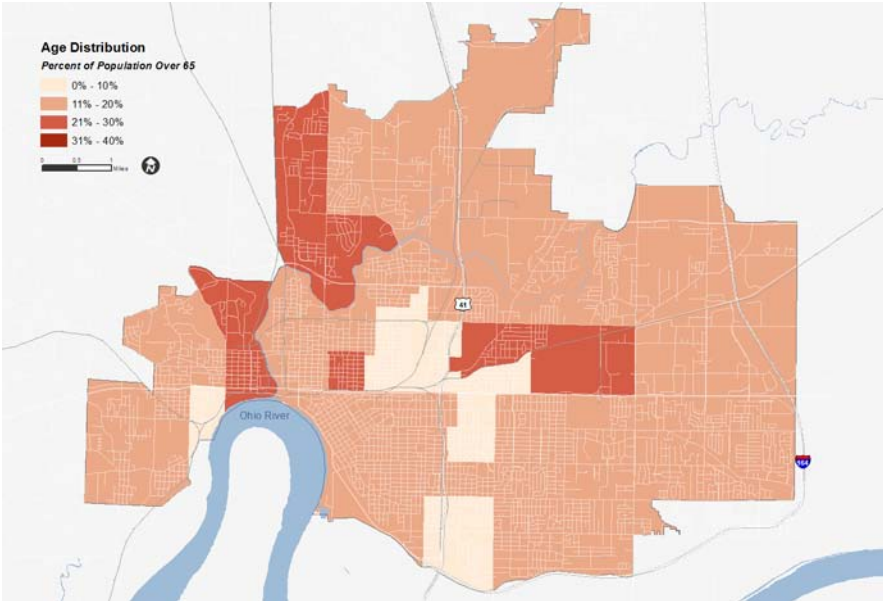 Age Distribution
Percent of Population Over 65
0% - 10%
11% - 20%
21% - 30%
31% - 40%
0 0.5 1
Miles
N
41
Ohio River
164